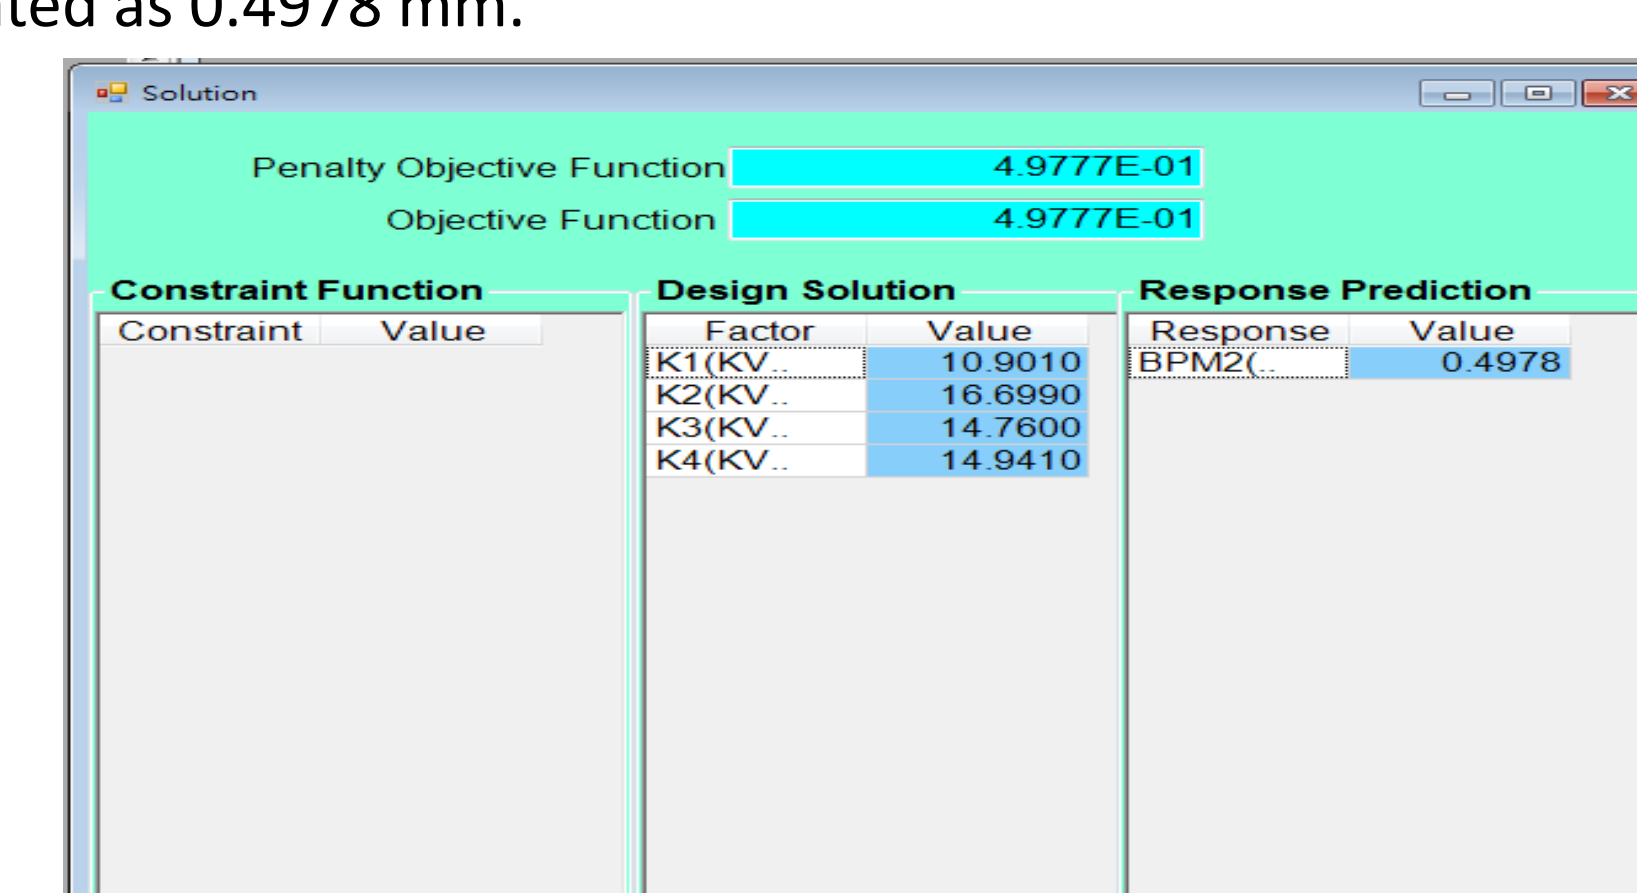 as 0.4978 mm.
Solution
Penalty Objective Function 4.9777E-01
Objective Function 4.9777E-01
Constraint Function Design Solution Response Prediction
Constraint Value Factor Value Response Value
K1(KV.. 10.9010 BPM2(.. 0.4978
K2(KV.. 16.6990
K3(KV.. 14.7600
K4(KV.. 14.9410